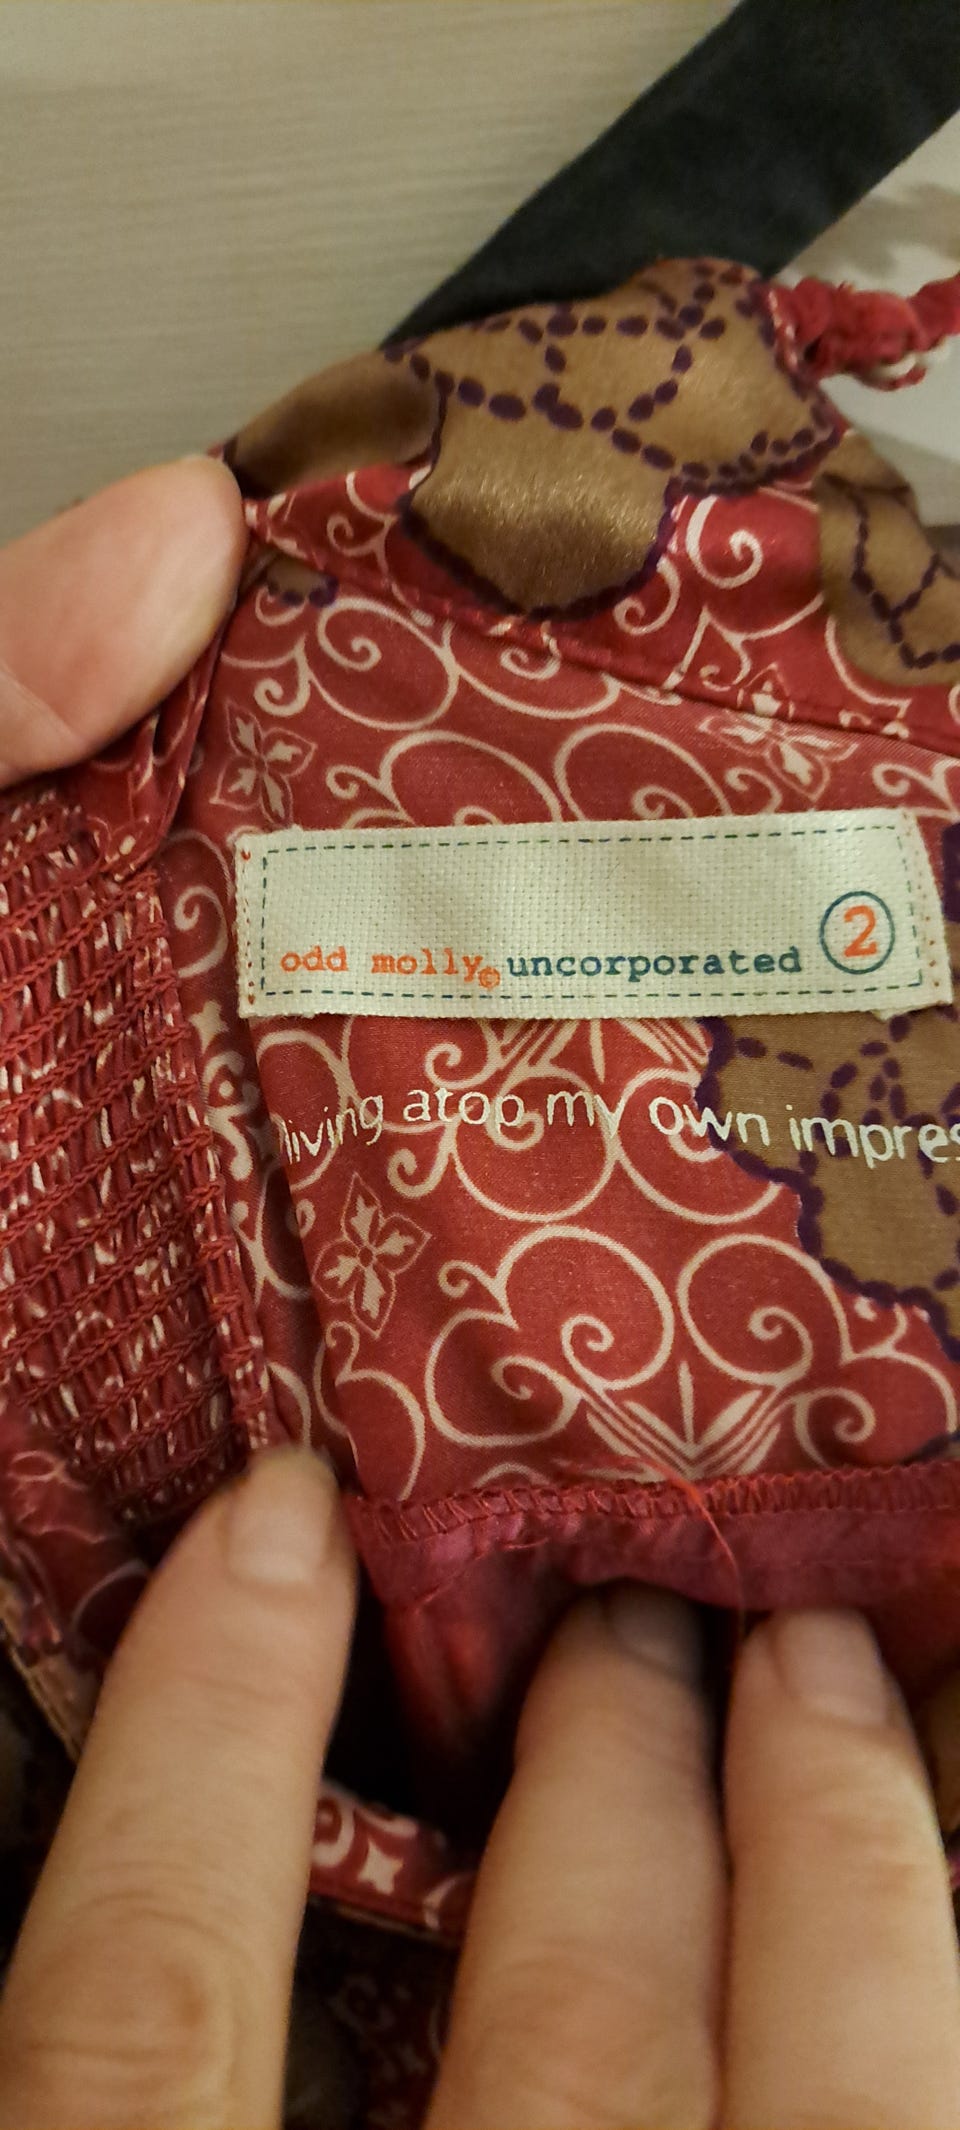 odd molly© uncorporated 2
living atop my own impres